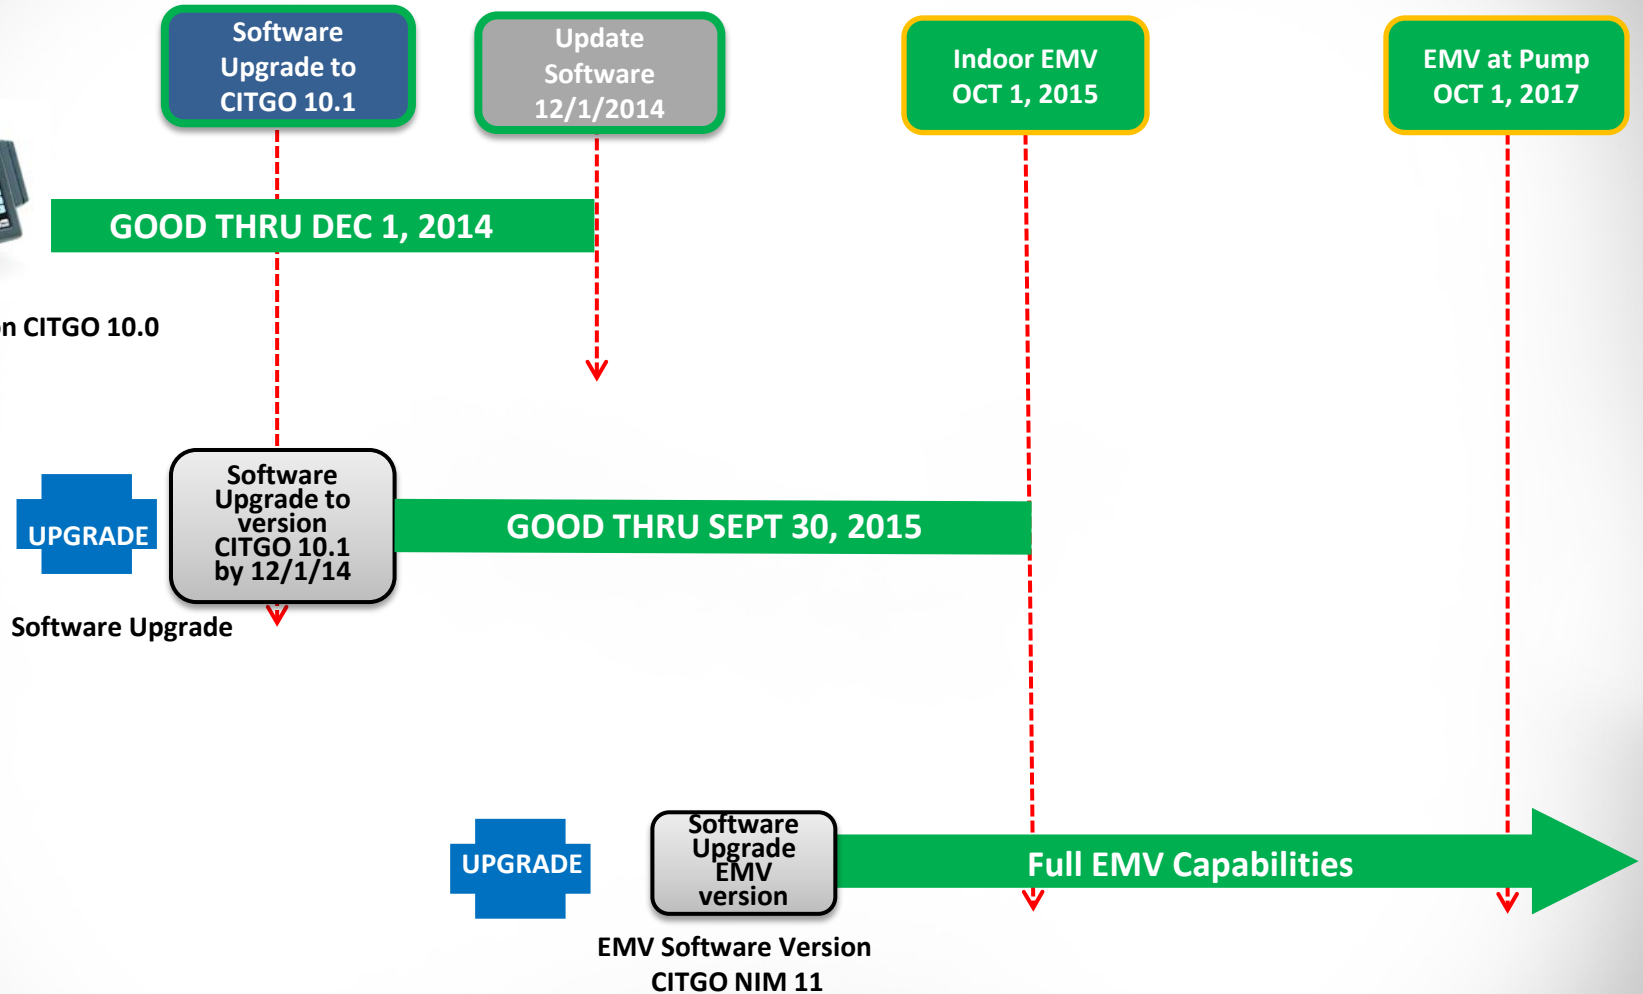 Software
Upgrade to
CITGO 10.1
Update
Software
12/1/2014
Indoor EMV
OCT 1, 2015
EMV at Pump
OCT 1, 2017
GOOD THRU DEC 1, 2014
CITGO 10.0
UPGRADE
Software
Upgrade to
version
CITGO 10.1
by 12/1/14
GOOD THRU SEPT 30, 2015
Software Upgrade
UPGRADE
Software
Upgrade
EMV
version
Full EMV Capabilities
EMV Software Version
CITGO NIM 11